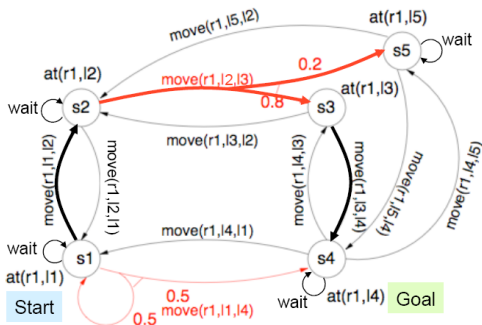 move(r1,l5,l2)
at(r1,l5)
s5
wait
0.2
at(r1,l2)
move(r1,l2,l3)
wait
s2
0.8
at(r1,l3)
s3
move(r1,l3,l2)
move(r1,l1,l2)
move(r1,l2,l1)
move(r1,l4,l3)
move(r1,l3,l4)
move(r1,l5,l4)
move(r1,l4,l5)
wait
s1
move(r1,l4,l1)
s4
at(r1,l1)
0.5
wait
at(r1,l4)
Start
0.5
move(r1,l1,l4)
Goal